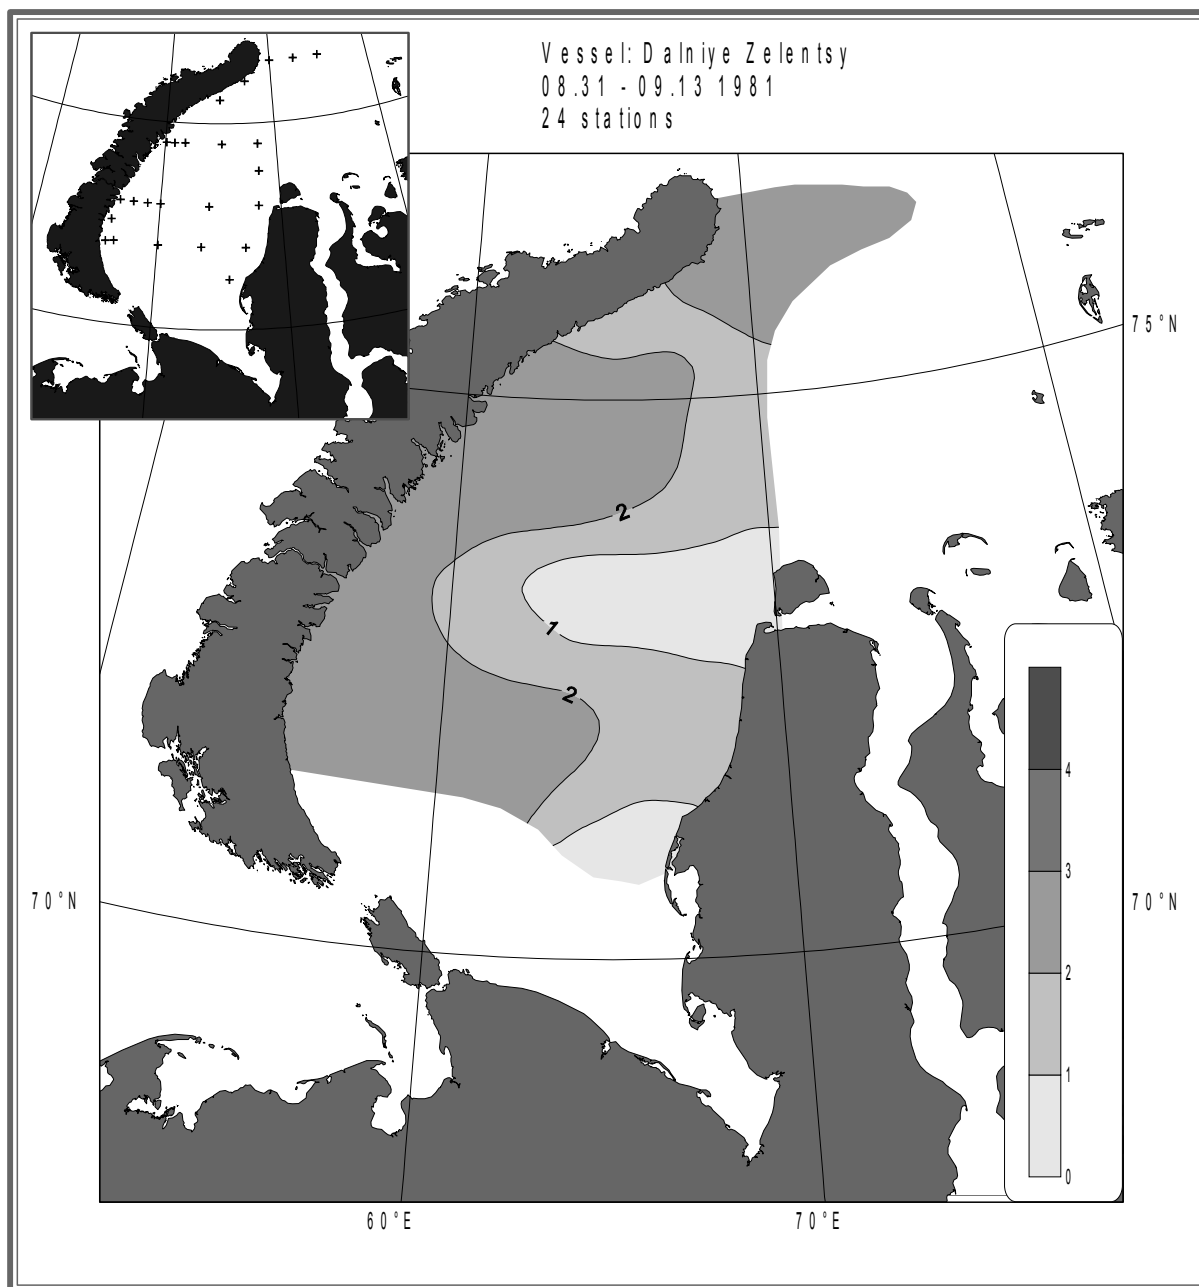 Vessel: Dalniye Zelentsy
08.31 - 09.13 1981
24 stations
75°N
2
1
2
4
3
70°N
70°N
2
1
0
60°E
70°E